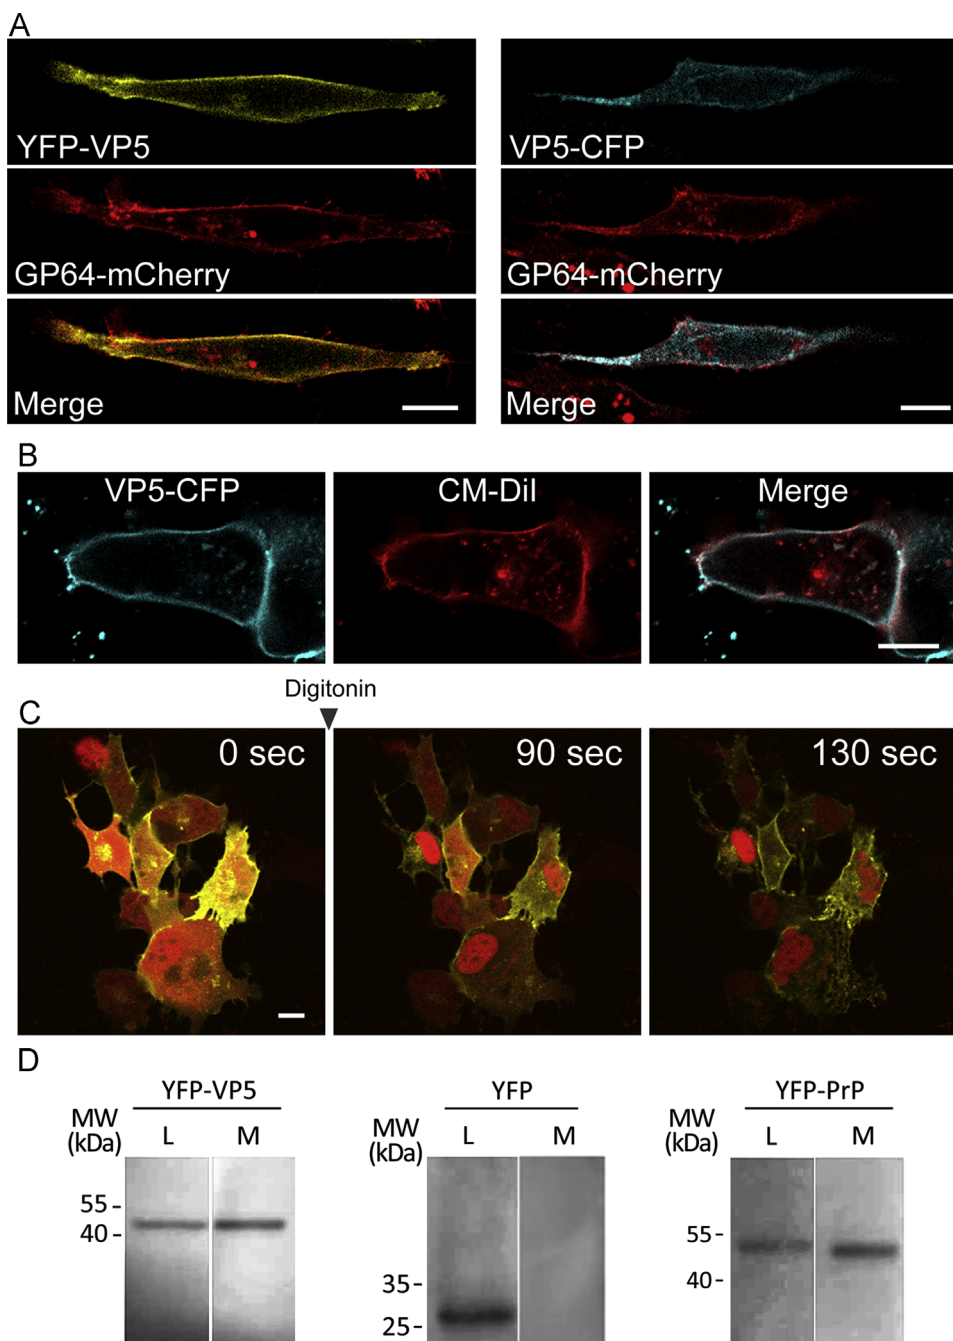 A
YFP-VP5
VP5-CFP
GP64-mCherry
GP64-mCherry
Merge
Merge
B
VP5-CFP
CM-DiI
Merge
Digitonin
C
0 sec
90 sec
130 sec
D
YFP-VP5
YFP
YFP-PrP
MW
(kDa)
L
M
55 -
40 -
MW
(kDa)
L
M
35 -
25 -
MW
(kDa)
L
M
55 -
40 -